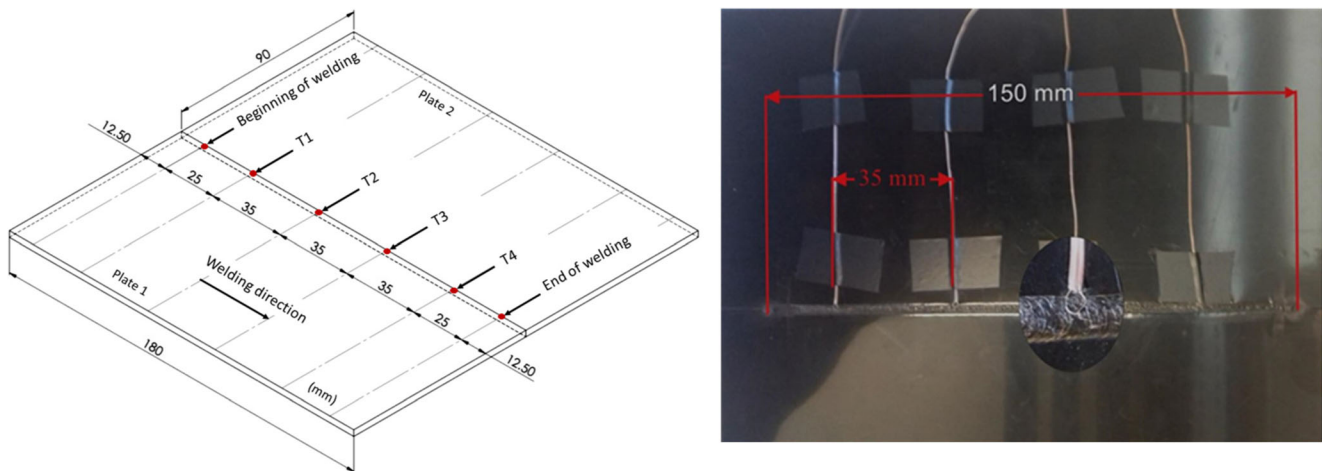 90
Beginning of welding
Plate 2
12.50
T1
25
T2
35
T3
35
T4
35
End of welding
25
12.50
Welding direction
Plate 1
180
(mm)
150 mm
35 mm